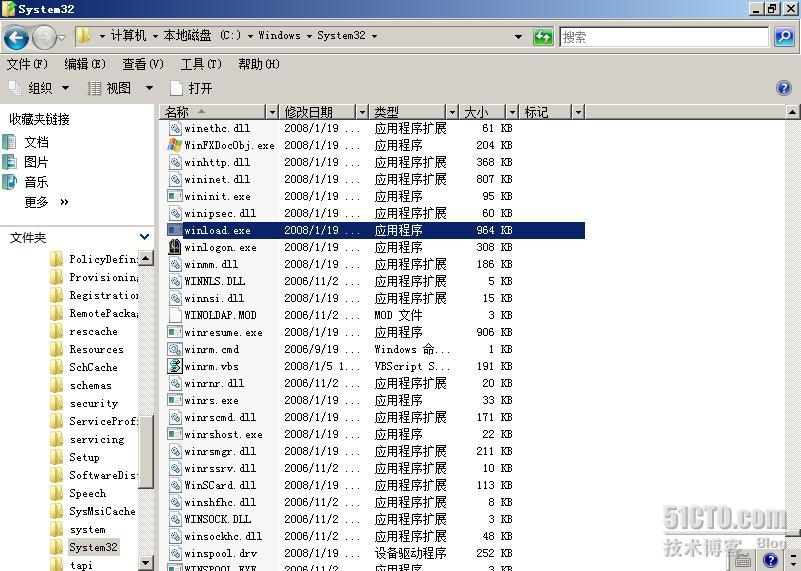 System32
计算机 本地磁盘 (C:) Windows System32 搜索
文件(F) 编辑(E) 查看(V) 工具(T) 帮助(H)
组织 视图 打开
收藏夹链接
文档
图片
音乐
更多 »
文件夹
PolicyDefini
Provisioning
Registration
RemotePackag
rescache
Resources
SchCache
schemas
security
ServiceProfi
servicing
Setup
SoftwareDis
Speech
SysMsiCache
system
System32
tapi
名称 修改日期 类型 大小 标记
winethc.dll 2008/1/19 ... 应用程序扩展 61 KB
WinFXDocObj.exe 2008/1/19 ... 应用程序 204 KB
winhttp.dll 2008/1/19 ... 应用程序扩展 368 KB
wininet.dll 2008/1/19 ... 应用程序扩展 807 KB
wininit.exe 2008/1/19 ... 应用程序 95 KB
winipsec.dll 2008/1/19 ... 应用程序扩展 60 KB
winload.exe 2008/1/19 ... 应用程序 964 KB
winlogon.exe 2008/1/19 ... 应用程序 308 KB
winmm.dll 2008/1/19 ... 应用程序扩展 186 KB
WINNLS.DLL 2006/11/2 ... 应用程序扩展 5 KB
winnsi.dll 2008/1/19 ... 应用程序扩展 15 KB
WINOLDAP.MOD 2006/11/2 ... MOD 文件 3 KB
winresume.exe 2008/1/19 ... 应用程序 906 KB
winrm.cmd 2006/9/19 ... Windows 命... 1 KB
winrm.vbs 2008/1/5 1... VBScript S... 191 KB
winrnr.dll 2006/11/2 ... 应用程序扩展 20 KB
winrs.exe 2008/1/19 ... 应用程序 33 KB
winrscmd.dll 2008/1/19 ... 应用程序扩展 171 KB
winrshost.exe 2008/1/19 ... 应用程序 22 KB
winrsmgr.dll 2008/1/19 ... 应用程序扩展 211 KB
winrssrv.dll 2006/11/2 ... 应用程序扩展 10 KB
WinSCard.dll 2008/1/19 ... 应用程序扩展 113 KB
winshfhc.dll 2006/11/2 ... 应用程序扩展 8 KB
WINSOCK.DLL 2006/11/2 ... 应用程序扩展 3 KB
winsockhc.dll 2006/11/2 ... 应用程序扩展 48 KB
winspool.drv 2008/1/19 ... 设备驱动程序 252 KB
WINSPOOL.EXE 2006/11/2 ... 应用程序 3 KB
51CTO.com
技术博客 Blog